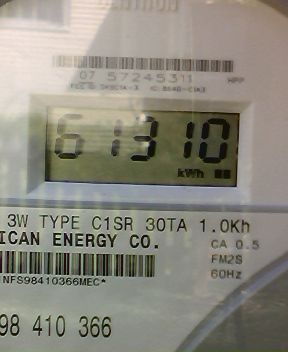 07 57245311
61310
kWh
3W TYPE C1SR 30TA 1.0Kh
ICAN ENERGY CO.
CA 0.5
FM2S
NFS98410366MEC*
60Hz
98 410 366